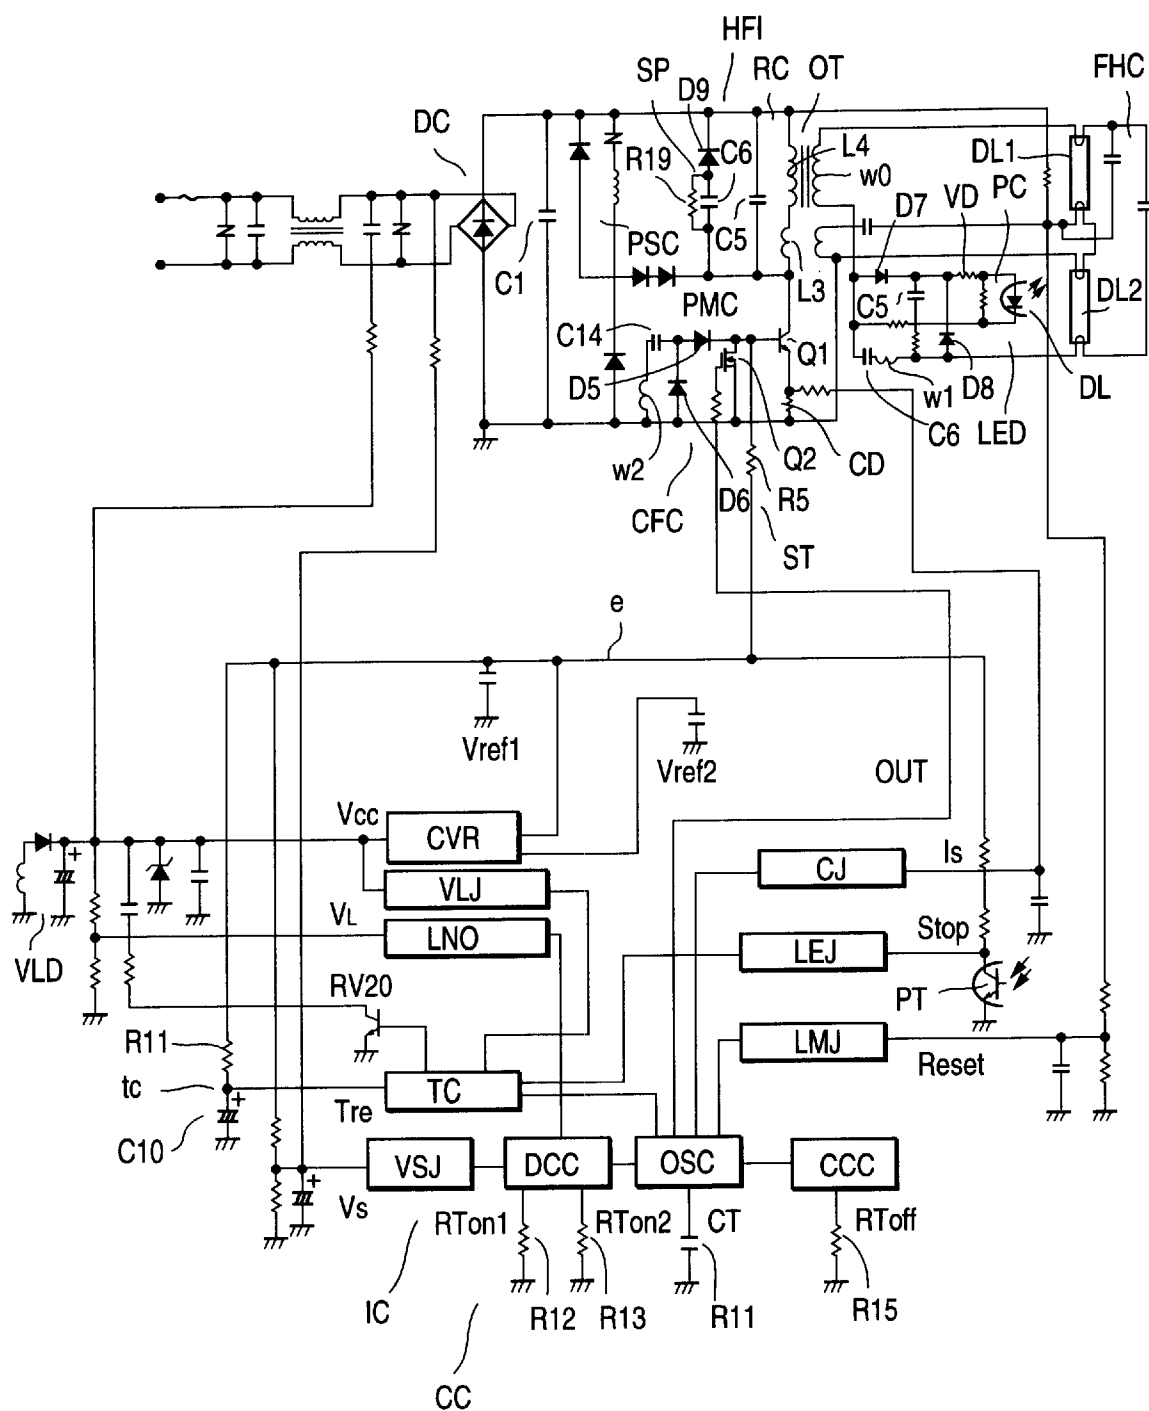 HFI
SP
D9
RC
OT
FHC
DC
R19
C6
L4
w0
DL1
PC
D7
VD
PSC
C5
C1
PMC
L3
C5
DL2
C14
D5
Q1
D8
DL
w1
C6
LED
w2
Q2
CD
D6
R5
CFC
ST
e
Vref1
Vref2
OUT
Vcc
CVR
Is
CJ
VLJ
VL
LNO
Stop
LEJ
VLD
RV20
PT
LMJ
R11
Reset
tc
TC
Tre
C10
VSJ
DCC
OSC
CCC
Vs
RTon1
RTon2
CT
RToff
IC
R12
R13
R11
R15
CC
+
+
+